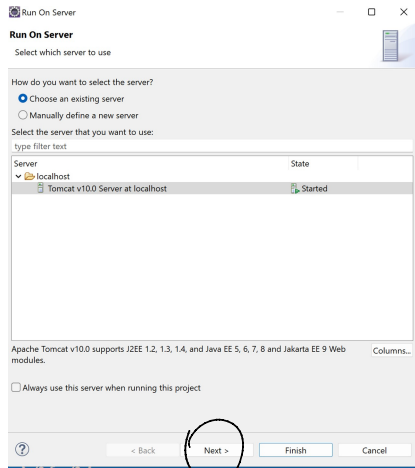 Run On Server
Run On Server
Select which server to use
How do you want to select the server?
Choose an existing server
Manually define a new server
Select the server that you want to use:
type filter text
Server State
localhost
Tomcat v10.0 Server at localhost Started
Apache Tomcat v10.0 supports J2EE 1.2, 1.3, 1.4, and Java EE 5, 6, 7, 8 and Jakarta EE 9 Web
modules.
Columns...
Always use this server when running this project
? < Back Next > Finish Cancel